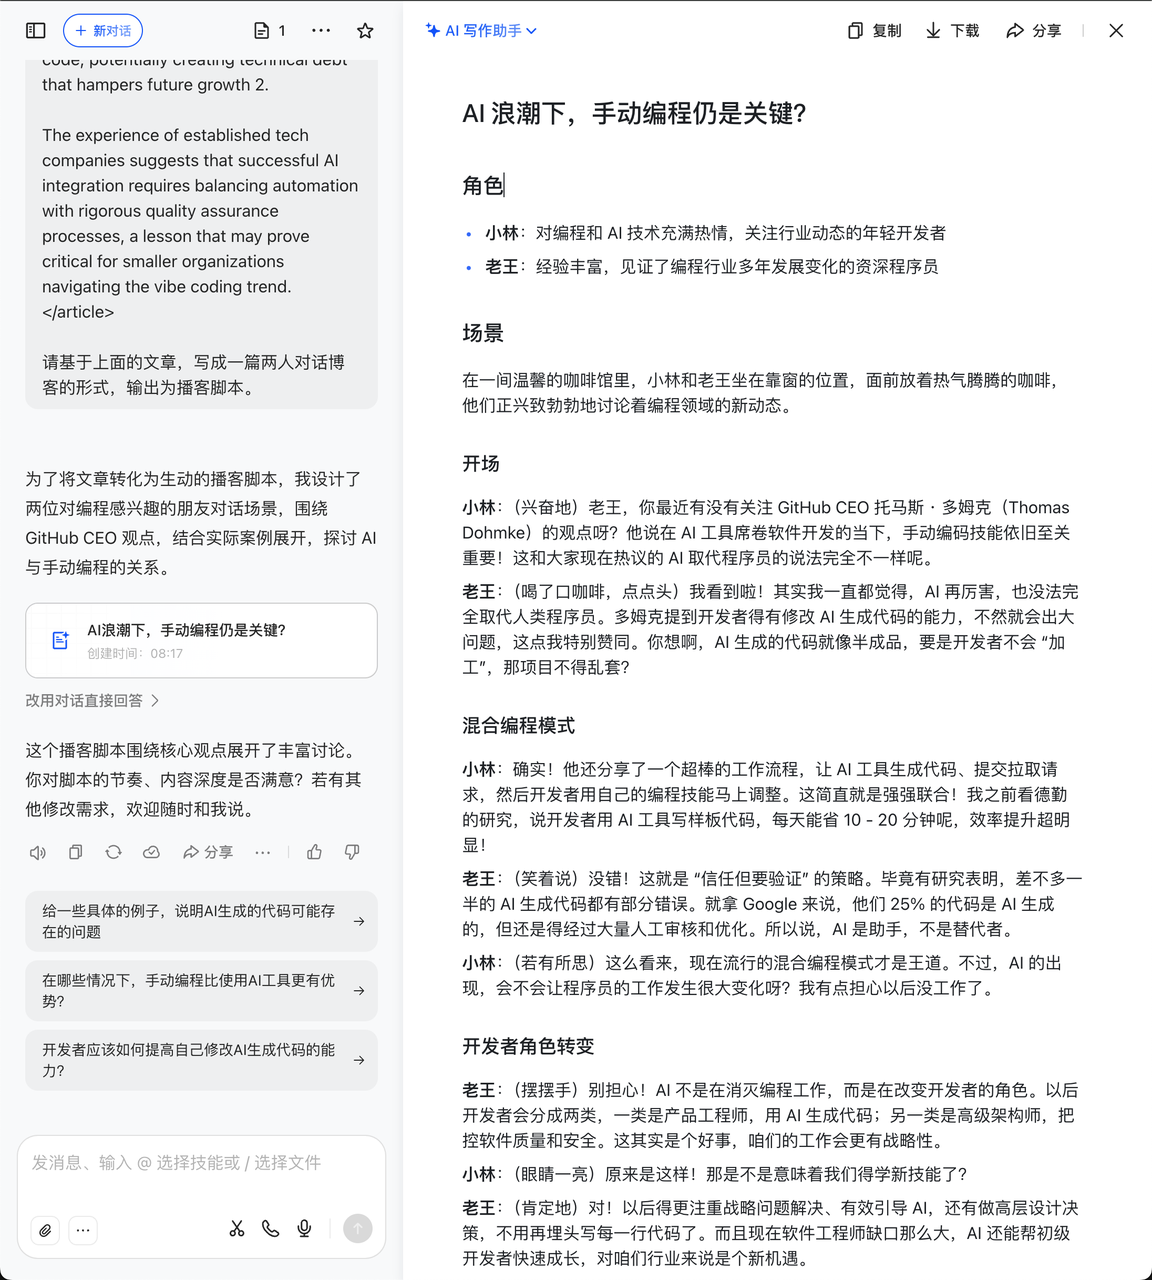 新对话
1
code, potentially creating technical debt
that hampers future growth 2.
The experience of established tech
companies suggests that successful AI
integration requires balancing automation
with rigorous quality assurance
processes, a lesson that may prove
critical for smaller organizations
navigating the vibe coding trend.
</article>
请基于上面的文章，写成一篇两人对话博
客的形式，输出为播客脚本。
为了将文章转化为生动的播客脚本，我设计了
两位对编程感兴趣的朋友对话场景，围绕
GitHub CEO 观点，结合实际案例展开，探讨 AI
与手动编程的关系。
AI浪潮下，手动编程仍是关键？
创建时间：08:17
改用对话直接回答
这个播客脚本围绕核心观点展开了丰富讨论。
你对脚本的节奏、内容深度是否满意？若有其
他修改需求，欢迎随时和我说。
分享
给一些具体的例子，说明AI生成的代码可能存
在的问题
在哪些情况下，手动编程比使用AI工具更有优
势？
开发者应该如何提高自己修改AI生成代码的能
力？
发消息、输入 @ 选择技能或 / 选择文件
AI 写作助手
复制
下载
分享
AI 浪潮下，手动编程仍是关键？
角色
小林：对编程和 AI 技术充满热情，关注行业动态的年轻开发者
老王：经验丰富，见证了编程行业多年发展变化的资深程序员
场景
在一间温馨的咖啡馆里，小林和老王坐在靠窗的位置，面前放着热气腾腾的咖啡，
他们正兴致勃勃地讨论着编程领域的新动态。
开场
小林：（兴奋地）老王，你最近有没有关注 GitHub CEO 托马斯 · 多姆克（Thomas
Dohmke）的观点呀？他说在 AI 工具席卷软件开发的当下，手动编码技能依旧至关
重要！这和大家现在热议的 AI 取代程序员的说法完全不一样呢。
老王：（喝了口咖啡，点点头）我看到啦！其实我一直都觉得，AI 再厉害，也没法完
全取代人类程序员。多姆克提到开发者得有修改 AI 生成代码的能力，不然就会出大
问题，这点我特别赞同。你想啊，AI 生成的代码就像半成品，要是开发者不会 “加
工”，那项目不得乱套？
混合编程模式
小林：确实！他还分享了一个超棒的工作流程，让 AI 工具生成代码、提交拉取请
求，然后开发者用自己的编程技能马上调整。这简直就是强强联合！我之前看德勤
的研究，说开发者用 AI 工具写样板代码，每天能省 10 - 20 分钟呢，效率提升超明
显！
老王：（笑着说）没错！这就是 “信任但要验证” 的策略。毕竟有研究表明，差不多一
半的 AI 生成代码都有部分错误。就拿 Google 来说，他们 25% 的代码是 AI 生成
的，但还是得经过大量人工审核和优化。所以说，AI 是助手，不是替代者。
小林：（若有所思）这么看来，现在流行的混合编程模式才是王道。不过，AI 的出
现，会不会让程序员的工作发生很大变化呀？我有点担心以后没工作了。
开发者角色转变
老王：（摆摆手）别担心！AI 不是在消灭编程工作，而是在改变开发者的角色。以后
开发者会分成两类，一类是产品工程师，用 AI 生成代码；另一类是高级架构师，把
控软件质量和安全。这其实是个好事，咱们的工作会更有战略性。
小林：（眼睛一亮）原来是这样！那是不是意味着我们得学新技能了？
老王：（肯定地）对！以后得更注重战略问题解决、有效引导 AI，还有做高层设计决
策，不用再埋头写每一行代码了。而且现在软件工程师缺口那么大，AI 还能帮初级
开发者快速成长，对咱们行业来说是个新机遇。